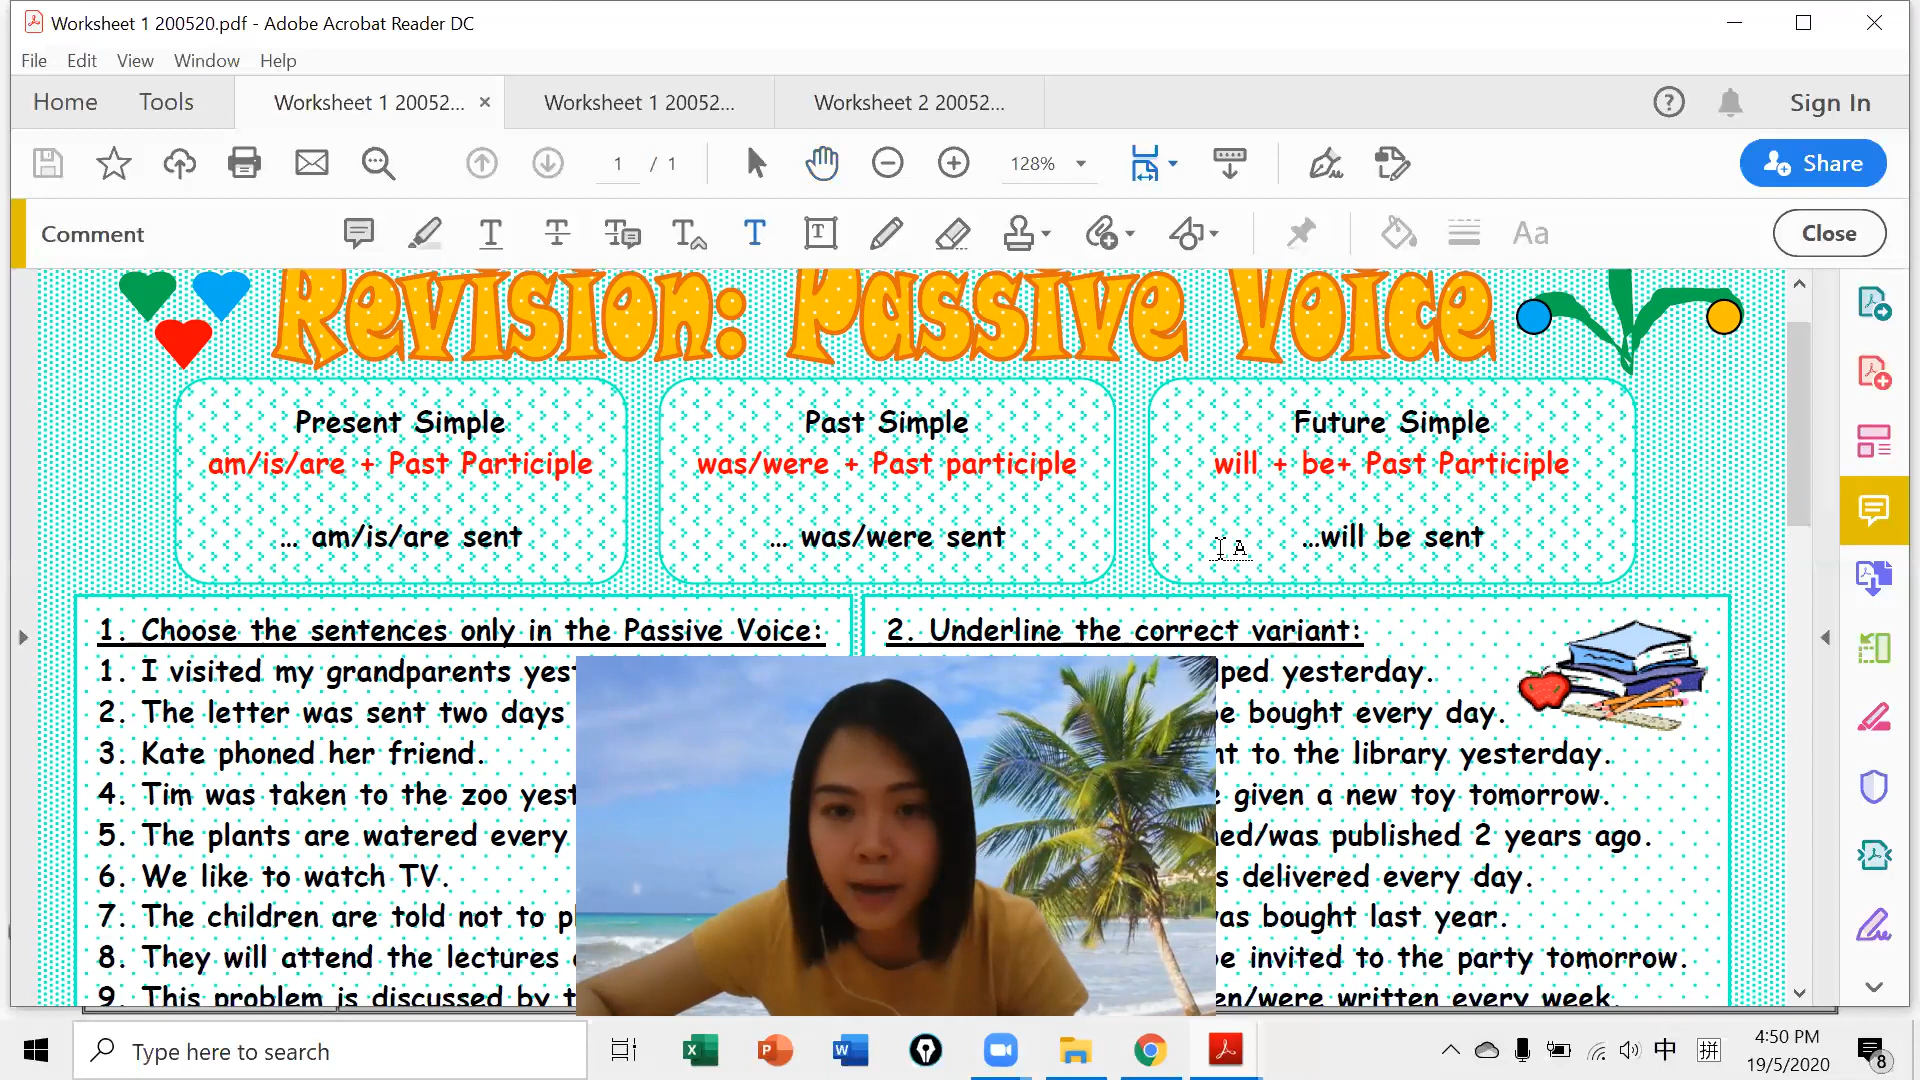 Worksheet 1 200520.pdf - Adobe Acrobat Reader DC
File Edit View Window Help
Home Tools Worksheet 1 20052... × Worksheet 1 20052... Worksheet 2 20052... Sign In
1 / 1 128% Share
Comment Aa Close
Revision: Passive Voice
Present Simple
am/is/are + Past Participle
... am/is/are sent
Past Simple
was/were + Past participle
... was/were sent
Future Simple
will + be+ Past Participle
...will be sent
1. Choose the sentences only in the Passive Voice:
1. I visited my grandparents
2. The letter was sent two days
3. Kate phoned her friend.
4. Tim was taken to the zoo
5. The plants are watered every
6. We like to watch TV.
7. The children are told not to
8. They will attend the lectures
9. This problem is discussed by
2. Underline the correct variant:
yesterday.
bought every day.
to the library yesterday.
given a new toy tomorrow.
/was published 2 years ago.
delivered every day.
bought last year.
invited to the party tomorrow.
/were written every week.
Type here to search
中 拼
4:50 PM
19/5/2020
8